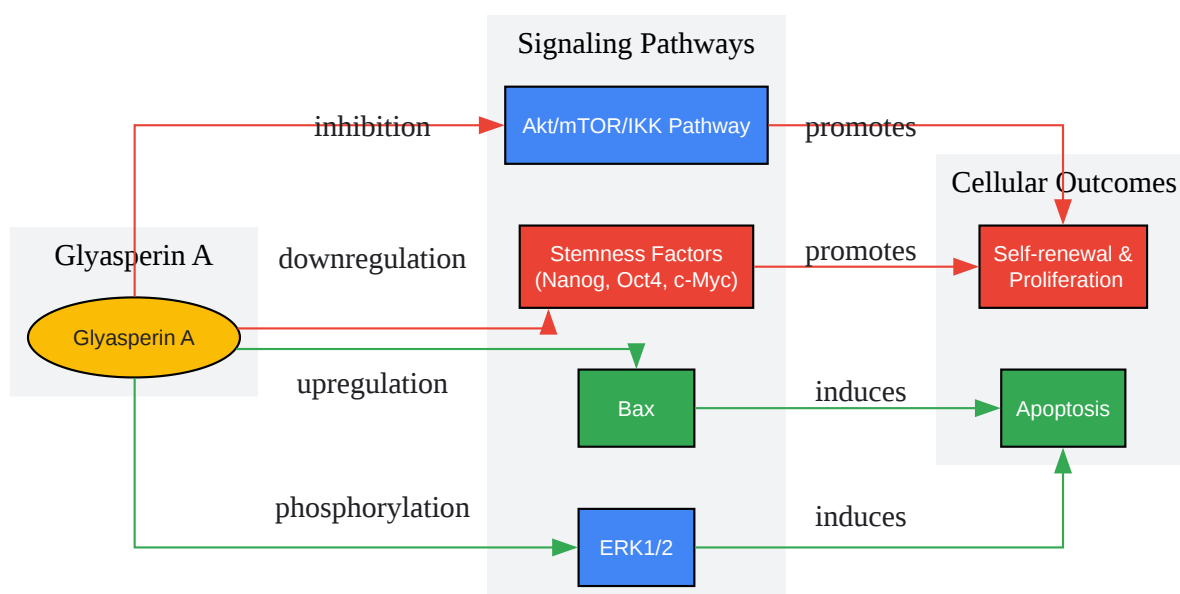 Signaling Pathways
inhibition
Akt/mTOR/IKK Pathway
promotes
Cellular Outcomes
Glyasperin A
downregulation
Stemness Factors
(Nanog, Oct4, c-Myc)
promotes
Self-renewal &
Proliferation
Glyasperin A
upregulation
Bax
induces
Apoptosis
phosphorylation
ERK1/2
induces